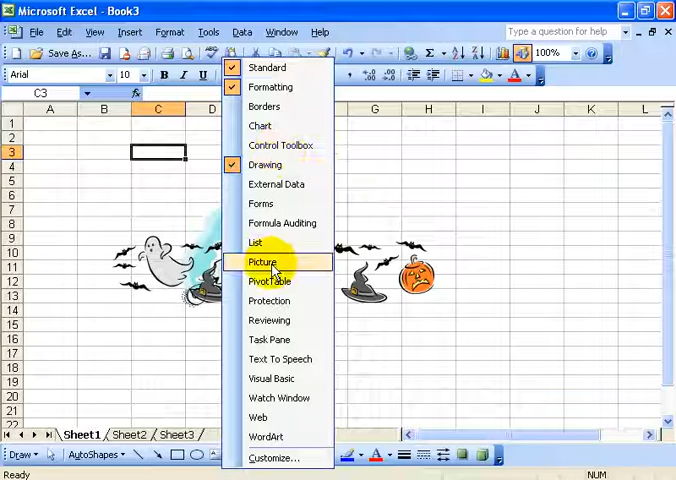 Microsoft Excel - Book3
File Edit View Insert Format Tools Data Window Help
Type a question for help
Save As... Σ 100%
Arial 10 B I U
C3 fx
A B C D G H I J K L
1
2
3
4
5
6
7
8
9
10
11
12
13
14
15
16
17
18
19
20
21
22
Standard
Formatting
Borders
Chart
Control Toolbox
Drawing
External Data
Forms
Formula Auditing
List
Picture
PivotTable
Protection
Reviewing
Task Pane
Text To Speech
Visual Basic
Watch Window
Web
WordArt
Customize...
Sheet1 Sheet2 Sheet3
Draw AutoShapes A
Ready NUM